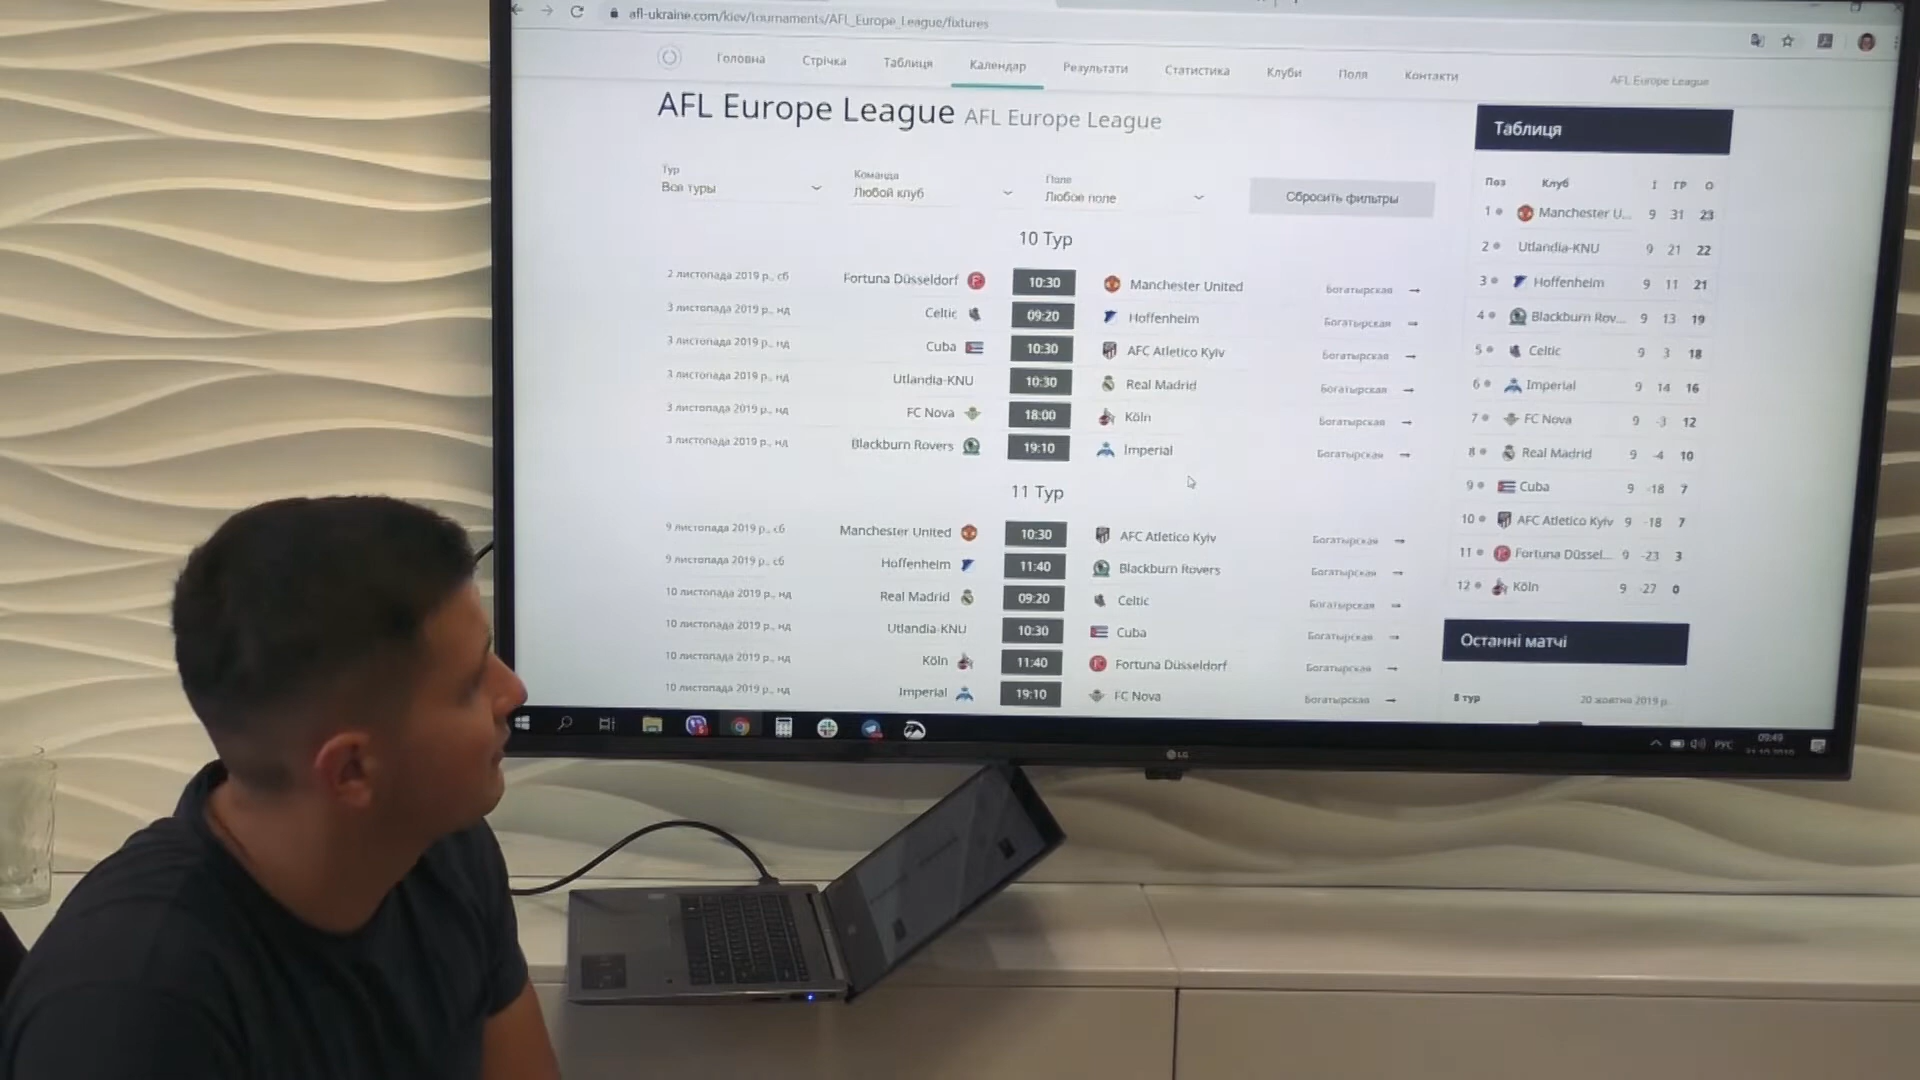 afl-ukraine.com/kiev/tournaments/AFL_Europe_League/fixtures
Головна Стрічка Таблиця Календар Результати Статистика Клуби Поля Контакти AFL Europe League
AFL Europe League AFL Europe League
Тур Команда Поле
Все туры Любой клуб Любое поле Сбросить фильтры
10 Тур
2 листопада 2019 р., сб Fortuna Düsseldorf 10:30 Manchester United Богатырская →
3 листопада 2019 р., нд Celtic 09:20 Hoffenheim Богатырская →
3 листопада 2019 р., нд Cuba 10:30 AFC Atletico Kyiv Богатырская →
3 листопада 2019 р., нд Utlandia-KNU 10:30 Real Madrid Богатырская →
3 листопада 2019 р., нд FC Nova 18:00 Köln Богатырская →
3 листопада 2019 р., нд Blackburn Rovers 19:10 Imperial Богатырская →
11 Тур
9 листопада 2019 р., сб Manchester United 10:30 AFC Atletico Kyiv Богатырская →
9 листопада 2019 р., сб Hoffenheim 11:40 Blackburn Rovers Богатырская →
10 листопада 2019 р., нд Real Madrid 09:20 Celtic Богатырская →
10 листопада 2019 р., нд Utlandia-KNU 10:30 Cuba Богатырская →
10 листопада 2019 р., нд Köln 11:40 Fortuna Düsseldorf Богатырская →
10 листопада 2019 р., нд Imperial 19:10 FC Nova Богатырская →
Таблиця
Поз Клуб І ГР О
1 Manchester U... 9 31 23
2 Utlandia-KNU 9 21 22
3 Hoffenheim 9 11 21
4 Blackburn Rov... 9 13 19
5 Celtic 9 3 18
6 Imperial 9 14 16
7 FC Nova 9 -3 12
8 Real Madrid 9 -4 10
9 Cuba 9 -18 7
10 AFC Atletico Kyiv 9 -18 7
11 Fortuna Düssel... 9 -23 3
12 Köln 9 -27 0
Останні матчі
8 тур 20 жовтня 2019 р.
РУС 09:49
LG